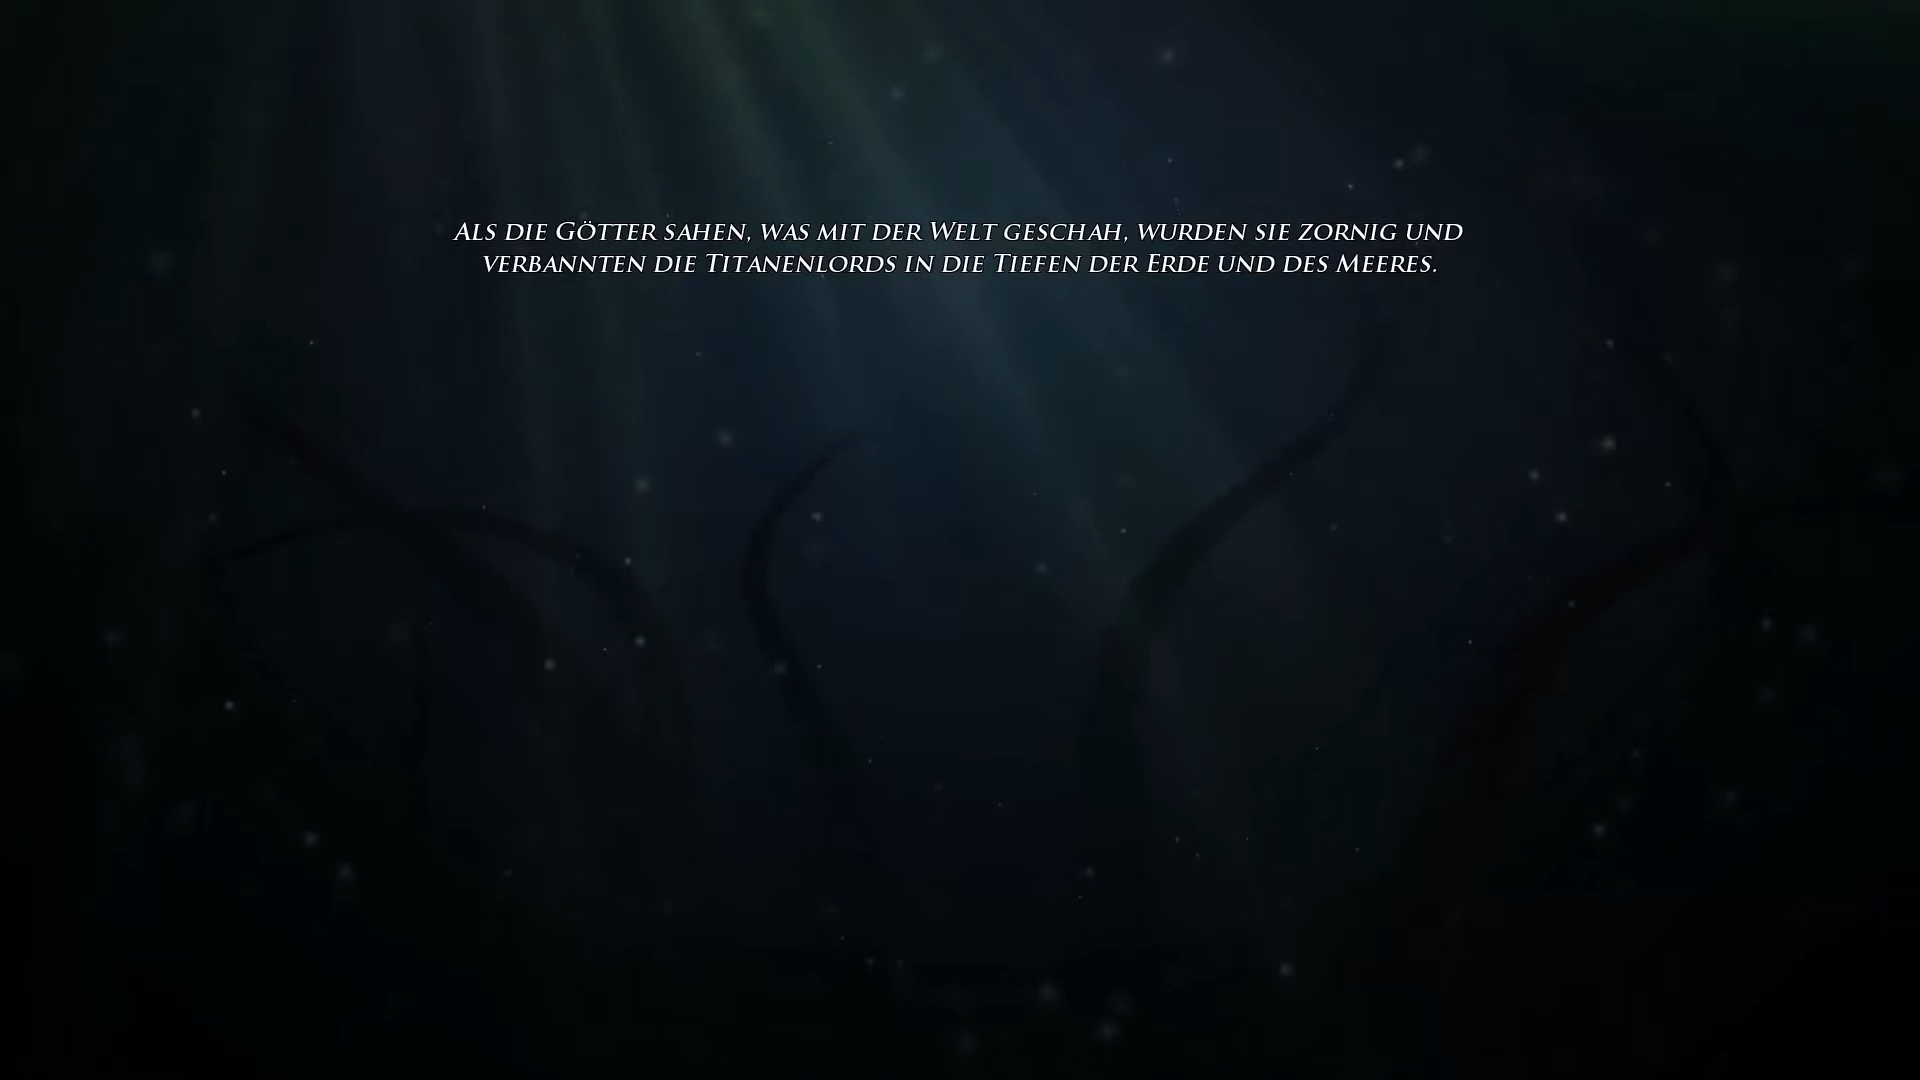 Als die Götter sahen, was mit der Welt geschah, wurden sie zornig und
verbannten die Titanenlords in die Tiefen der Erde und des Meeres.